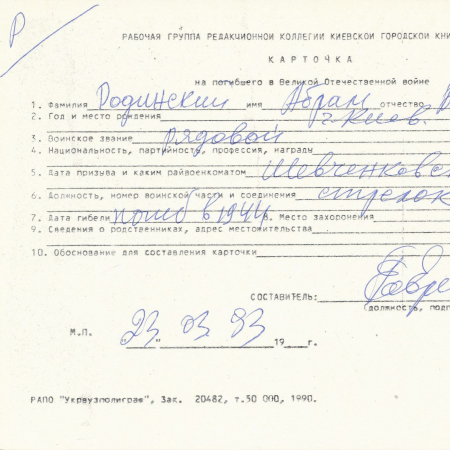 Р
РАБОЧАЯ ГРУППА РЕДАКЦИОННОЙ КОЛЛЕГИИ КИЕВСКОЙ ГОРОДСКОЙ КНИ
КАРТОЧКА
на погибшего в Великой Отечественной войне
1. Фамилия Родинский имя Абрам отчество
2. Год и место рождения г. Киев.
3. Воинское звание рядовой
4. Национальность, партийность, профессия, награды
5. Дата призыва и каким райвоенкоматом Шевченковс
6. Должность, номер воинской части и соединения стрелок
7. Дата гибели погиб в 1944 8. Место захоронения
9. Сведения о родственниках, адрес местожительства
10. Обоснование для составления карточки
СОСТАВИТЕЛЬ:
(должность, подп
М.П. "23" 03 93 19 г.
РАПО "Укрвузполиграф", Зак. 20482, т.50 000, 1990.